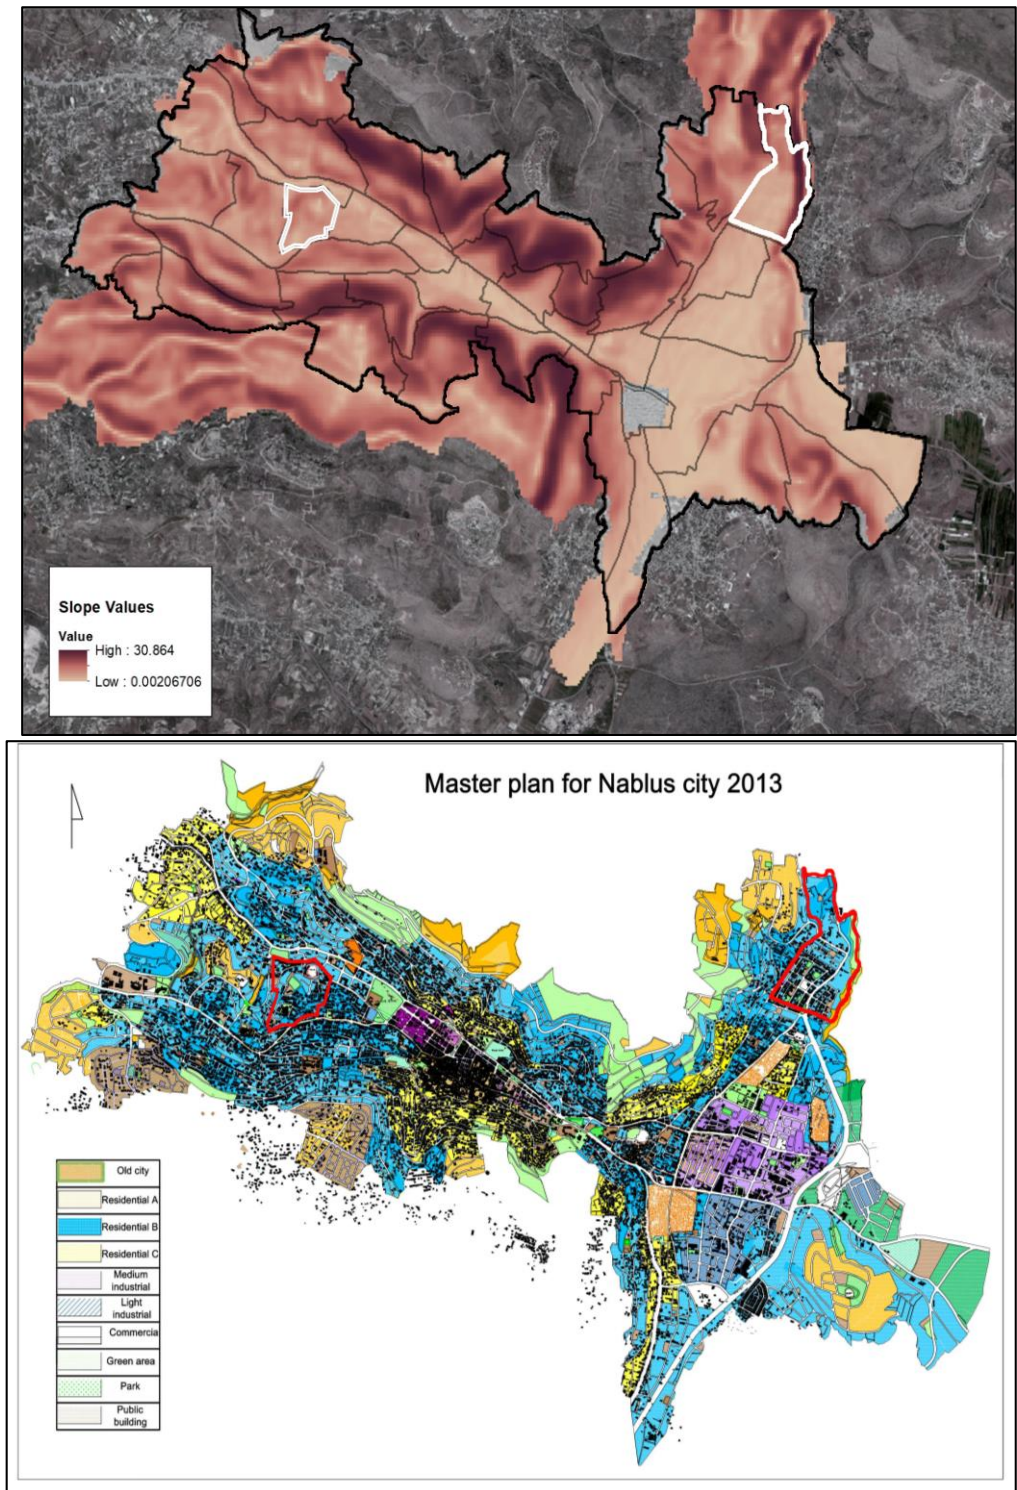 Slope Values
Value
High : 30.864
Low : 0.00206706
Master plan for Nablus city 2013
Old city
Residential A
Residential B
Residential C
Medium
industrial
Light
industrial
Commercia
Green area
Park
Public
building